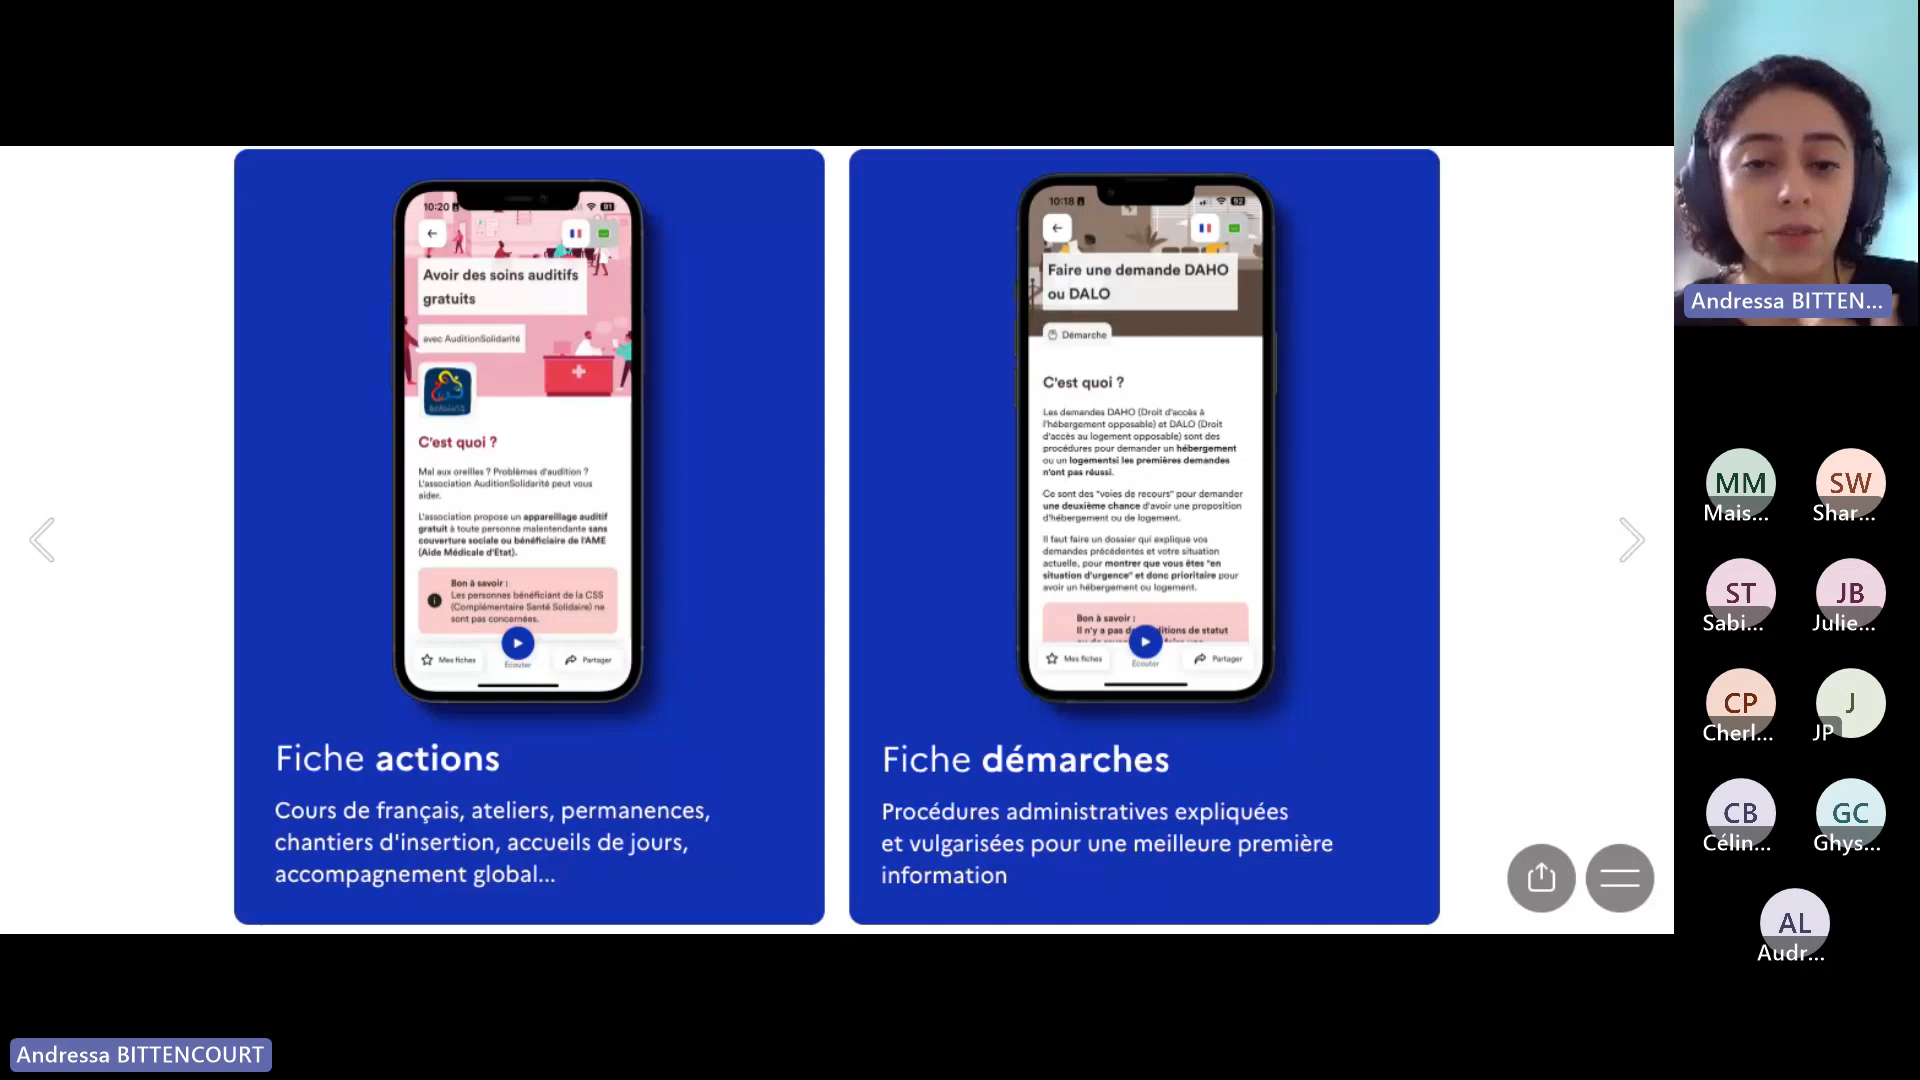 10:20
Avoir des soins auditifs
gratuits
avec AuditionSolidarité
C'est quoi ?
Mal aux oreilles ? Problèmes d'audition ?
L'association AuditionSolidarité peut vous
aider.
L'association propose un appareillage auditif
gratuit à toute personne malentendante sans
couverture sociale ou bénéficiaire de l'AME
(Aide Médicale d'Etat).
Bon à savoir :
Les personnes bénéficiant de la CSS
(Complémentaire Santé Solidaire) ne
sont pas concernées.
Mes fiches
Écouter
Partager
Fiche actions
Cours de français, ateliers, permanences,
chantiers d'insertion, accueils de jours,
accompagnement global...
10:18
92
Faire une demande DAHO
ou DALO
Démarche
C'est quoi ?
Les demandes DAHO (Droit d'accès à
l'hébergement opposable) et DALO (Droit
d'accès au logement opposable) sont des
procédures pour demander un hébergement
ou un logementsi les premières demandes
n'ont pas réussi.
Ce sont des "voies de recours" pour demander
une deuxième chance d'avoir une proposition
d'hébergement ou de logement.
Il faut faire un dossier qui explique vos
demandes précédentes et votre situation
actuelle, pour montrer que vous êtes "en
situation d'urgence" et donc prioritaire pour
avoir un hébergement ou logement.
Bon à savoir :
Il n'y a pas de ditions de statut
Mes fiches
Écouter
Partager
Fiche démarches
Procédures administratives expliquées
et vulgarisées pour une meilleure première
information
Andressa BITTEN...
MM
Mais...
SW
Shar...
ST
Sabi...
JB
Julie...
CP
Cherl...
J
JP
CB
Célin...
GC
Ghys...
AL
Audr...
Andressa BITTENCOURT